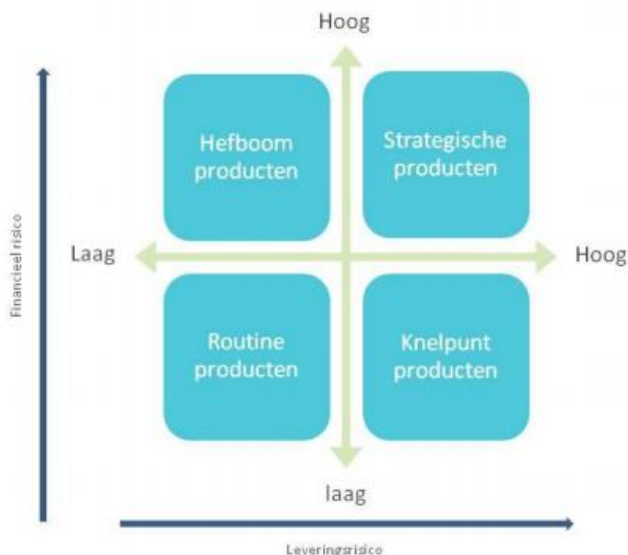 Hoog
Hefboom
producten
Strategische
producten
Financieel risico
Laag
Hoog
Routine
producten
Knelpunt
producten
laag
Leveringsrisico